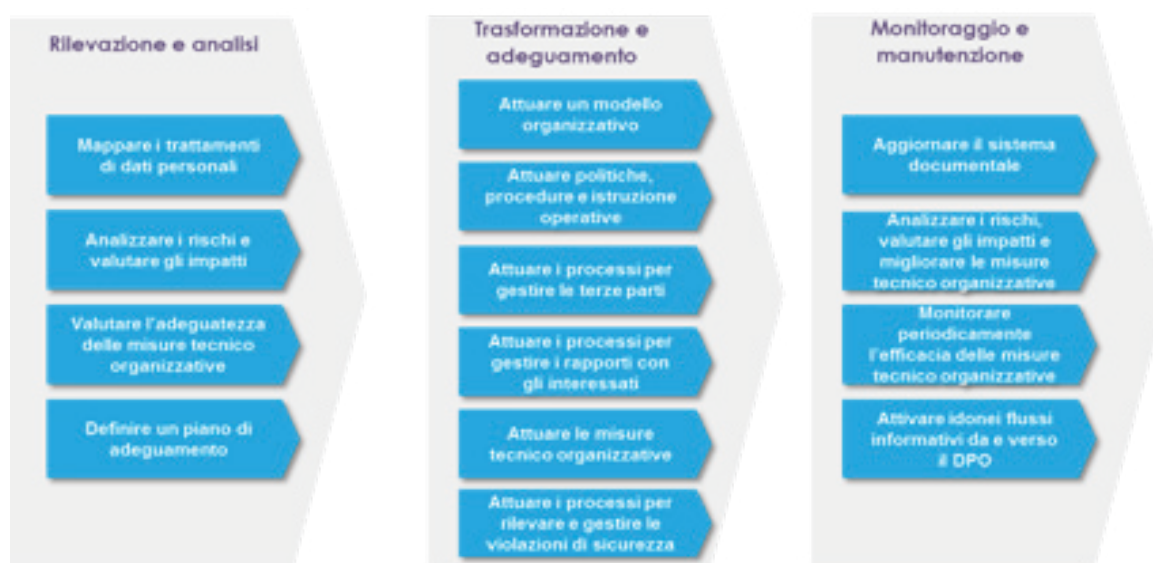 Rilevazione e analisi
Mappare i trattamenti
di dati personali
Analizzare i rischi e
valutare gli impatti
Valutare l'adeguatezza
delle misure tecnico
organizzative
Definire un piano di
adeguamento
Trasformazione e
adeguamento
Attuare un modello
organizzativo
Attuare politiche,
procedure e istruzione
operative
Attuare i processi per
gestire le terze parti
Attuare i processi per
gestire i rapporti con
gli interessati
Attuare le misure
tecnico organizzative
Attuare i processi per
rilevare e gestire le
violazioni di sicurezza
Monitoraggio e
manutenzione
Aggiornare il sistema
documentale
Analizzare i rischi,
valutare gli impatti e
migliorare le misure
tecnico organizzative
Monitorare
periodicamente
l'efficacia delle misure
tecnico organizzative
Attivare idonei flussi
informativi da e verso
il DPO